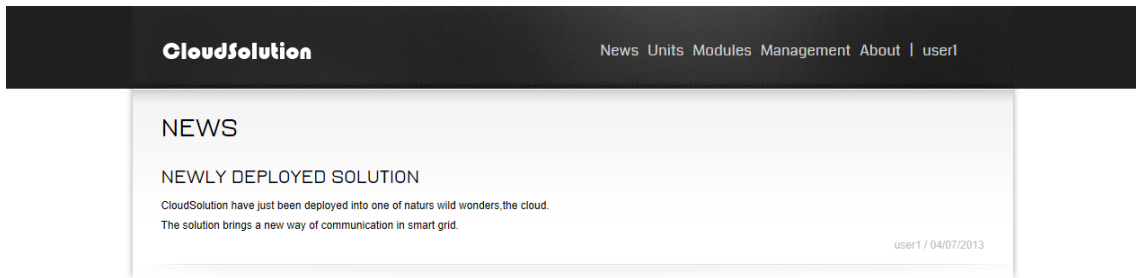 CloudSolution
News Units Modules Management About | user1
NEWS
NEWLY DEPLOYED SOLUTION
CloudSolution have just been deployed into one of naturs wild wonders,the cloud.
The solution brings a new way of communication in smart grid.
user1 / 04/07/2013